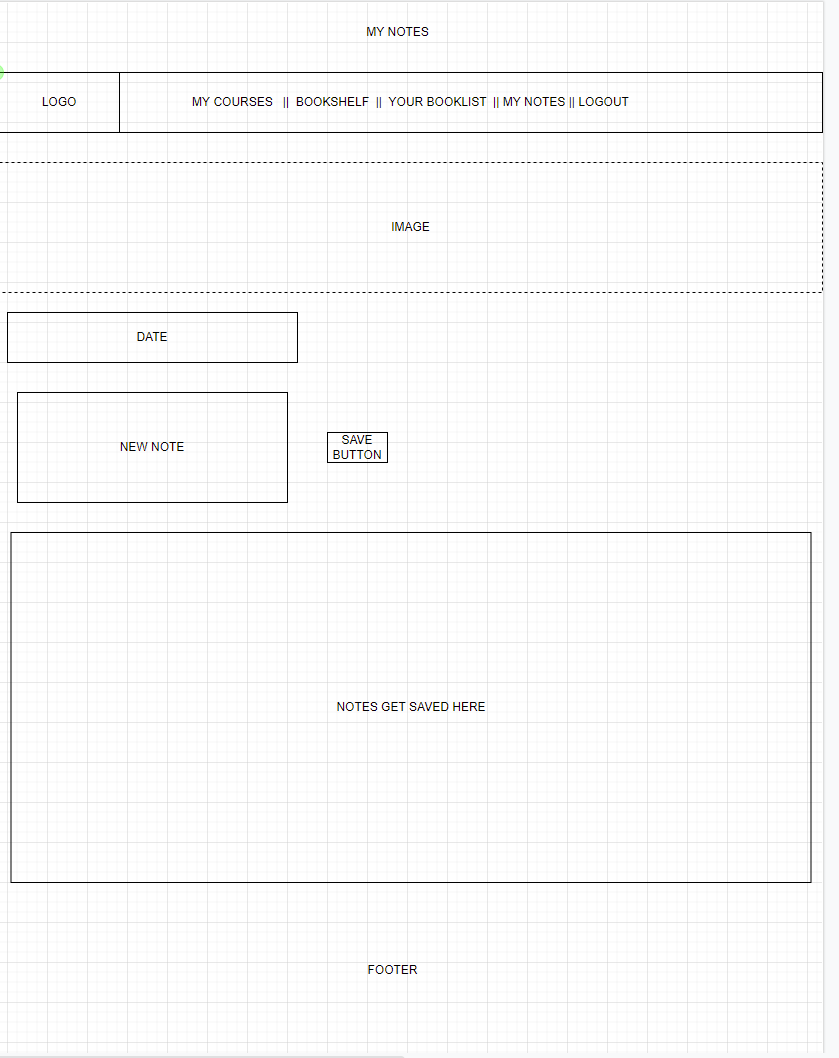 MY NOTES
LOGO
MY COURSES || BOOKSHELF || YOUR BOOKLIST || MY NOTES || LOGOUT
IMAGE
DATE
NEW NOTE
SAVE
BUTTON
NOTES GET SAVED HERE
FOOTER